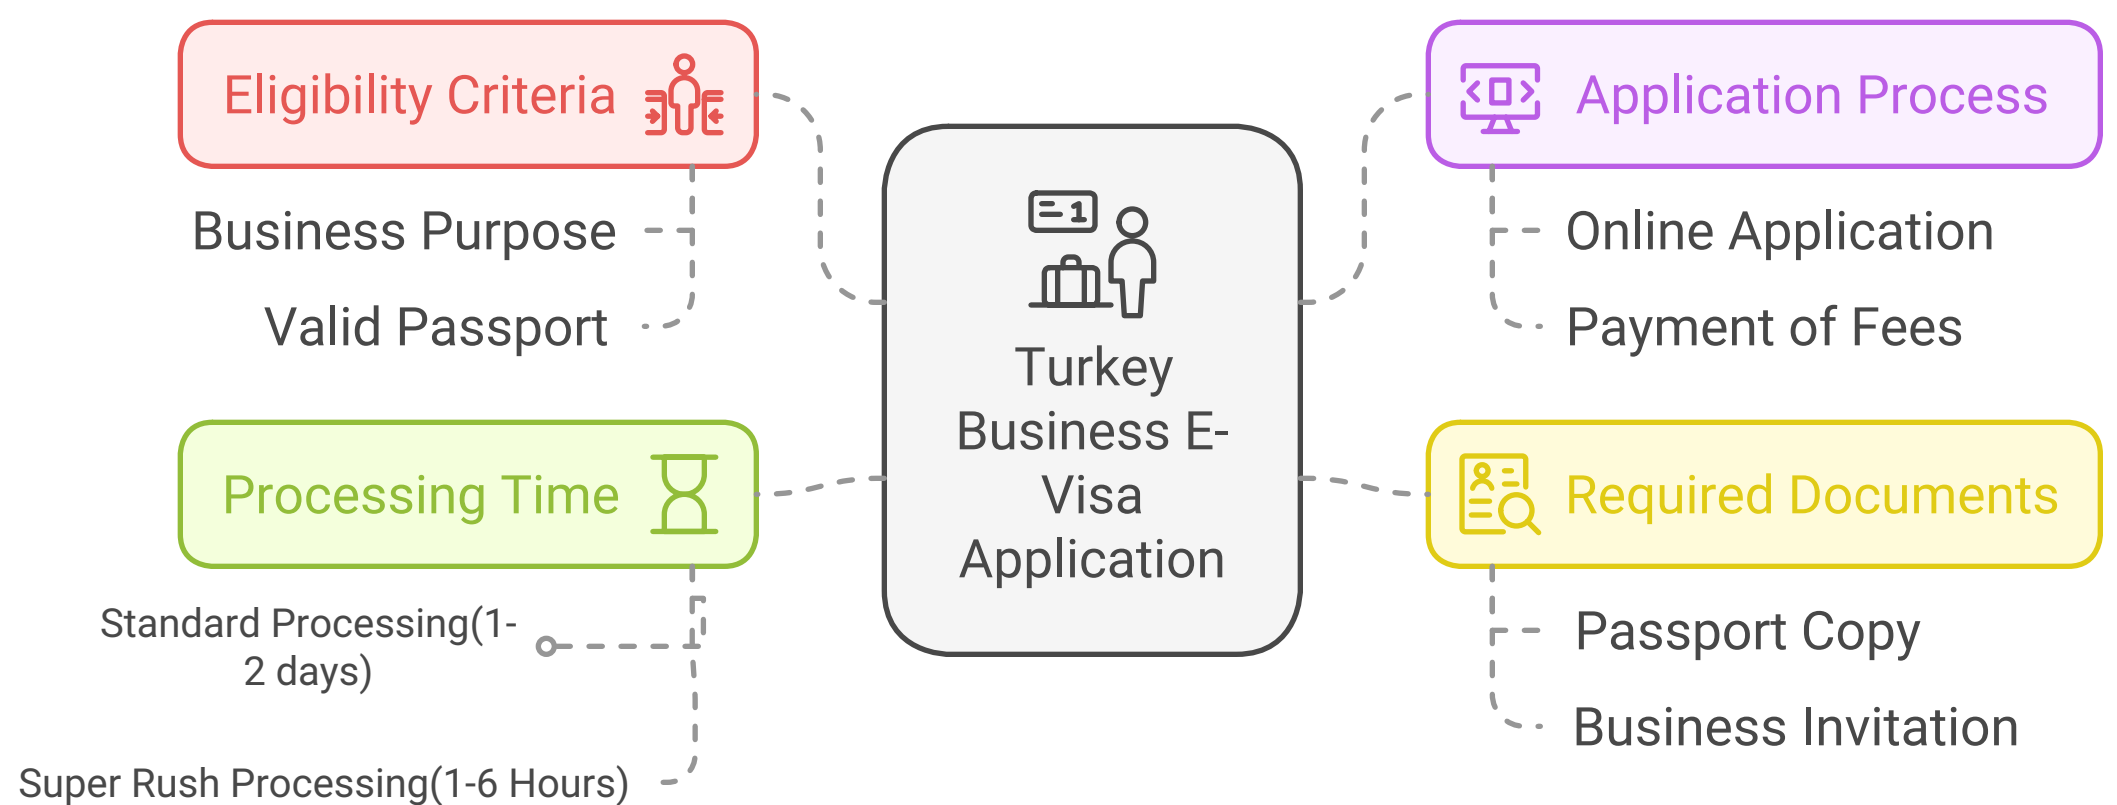 Eligibility Criteria
Business Purpose
Valid Passport
Processing Time
Standard Processing(1-
2 days)
Super Rush Processing(1-6 Hours)
1
Turkey
Business E-
Visa
Application
Application Process
Online Application
Payment of Fees
Required Documents
Passport Copy
Business Invitation